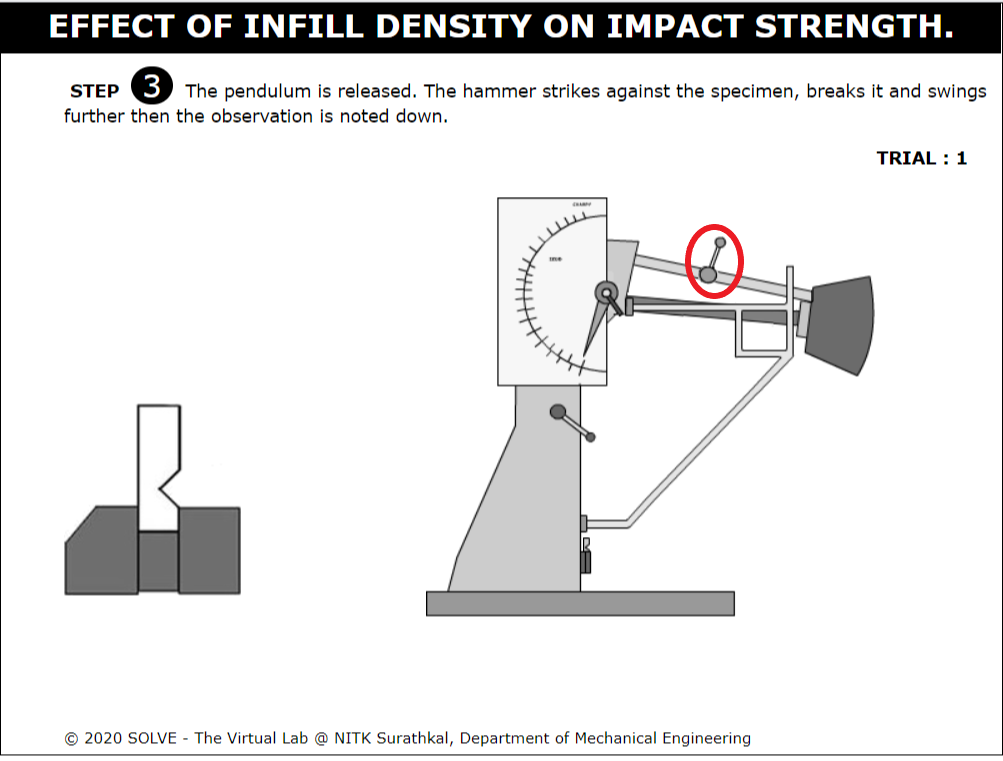 EFFECT OF INFILL DENSITY ON IMPACT STRENGTH.
STEP 3 The pendulum is released. The hammer strikes against the specimen, breaks it and swings
further then the observation is noted down.
TRIAL : 1
© 2020 SOLVE - The Virtual Lab @ NITK Surathkal, Department of Mechanical Engineering